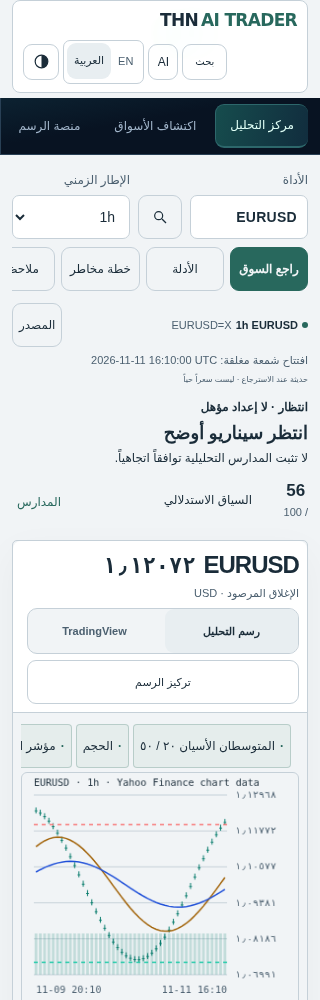 THN AI TRADER
بحث
AI
EN
العربية
مركز التحليل
اكتشاف الأسواق
منصة الرسم
الأداة
الإطار الزمني
EURUSD
1h
راجع السوق
الأدلة
خطة مخاطر
EURUSD 1h EURUSD=X
المصدر
افتتاح شمعة مغلقة: 2026-11-11 16:10:00 UTC
حديثة عند الاسترجاع · ليست سعراً حياً
انتظار · لا إعداد مؤهل
انتظر سيناريو أوضح
لا تثبت المدارس التحليلية توافقاً اتجاهياً.
56
/ 100
السياق الاستدلالي
المدارس
EURUSD ١٫١٢٠٧٢
الإغلاق المرصود · USD
رسم التحليل
TradingView
تركيز الرسم
· المتوسطان الأسيان ٢٠ / ٥٠
· الحجم
EURUSD · 1h · Yahoo Finance chart data
١٫١٢٩٦٨
١٫١١٧٧٢
١٫١٠٥٧٧
١٫٠٩٣٨١
١٫٠٨١٨٦
١٫٠٦٩٩١
11-09 20:10
11-11 16:10